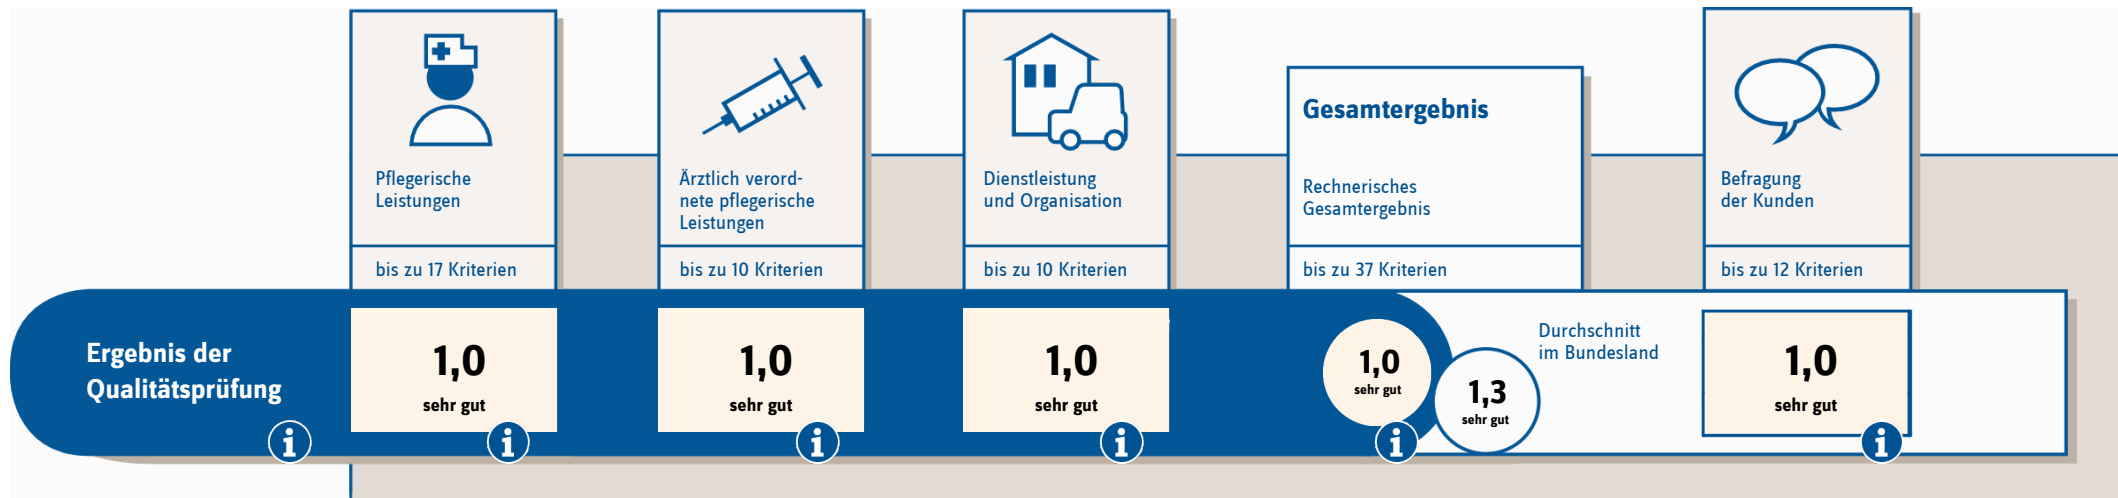 Pflegerische
Leistungen
bis zu 17 Kriterien
Ärztlich verord-
nete pflegerische
Leistungen
bis zu 10 Kriterien
Dienstleistung
und Organisation
bis zu 10 Kriterien
Gesamtergebnis
Rechnerisches
Gesamtergebnis
bis zu 37 Kriterien
Befragung
der Kunden
bis zu 12 Kriterien
Ergebnis der
Qualitätsprüfung
i
1,0
sehr gut
i
1,0
sehr gut
i
1,0
sehr gut
i
1,0
sehr gut
i
1,3
sehr gut
Durchschnitt
im Bundesland
1,0
sehr gut
i